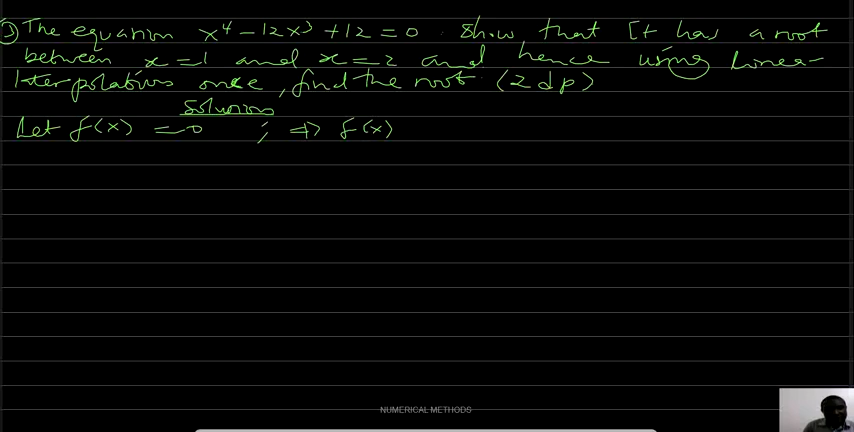 ③ The equation x⁴ - 12x³ + 12 = 0 . Show that It has a root
between x = 1 and x = 2 and hence using Linear-
Interpolation once, find the root. (2 dp)
Solution
Let f(x) = 0 ; ⇒ f(x)
NUMERICAL METHODS